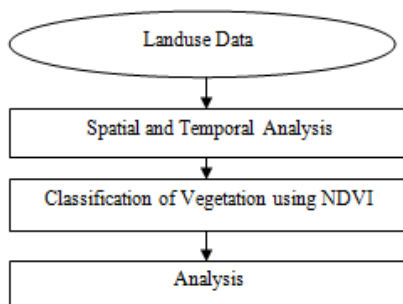 Landuse Data
Spatial and Temporal Analysis
Classification of Vegetation using NDVI
Analysis